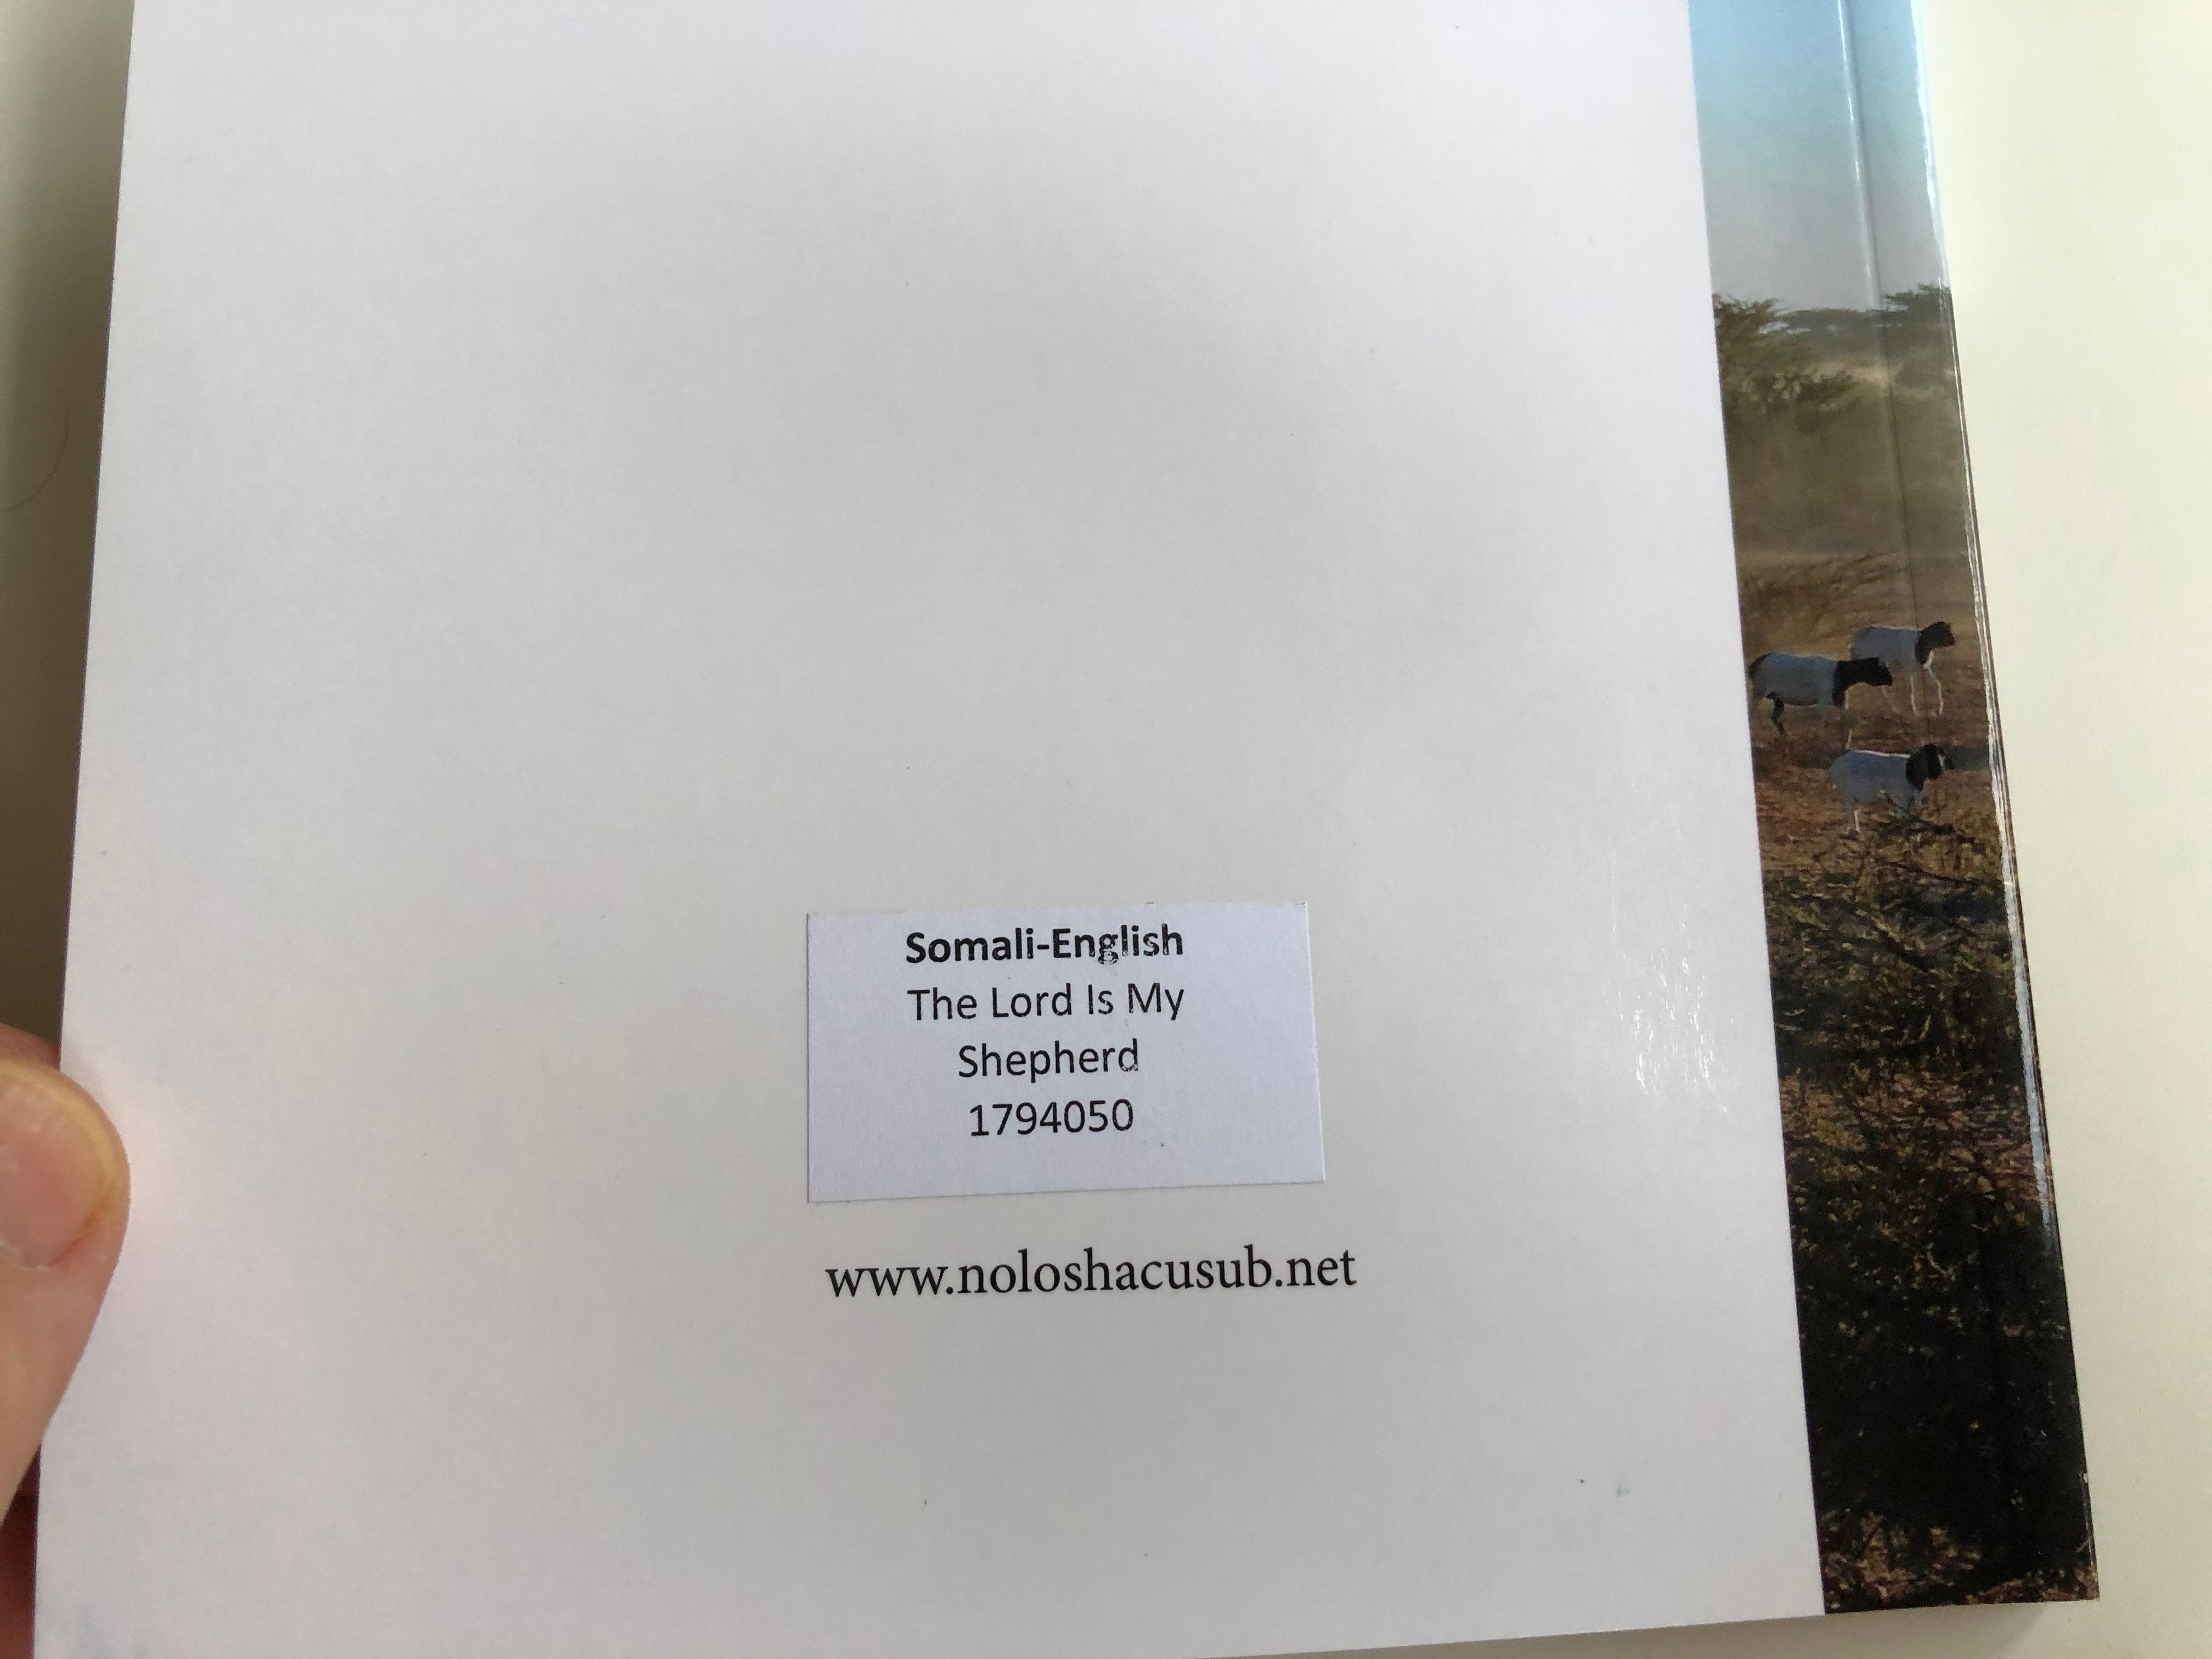 Somali-English
The Lord Is My
Shepherd
1794050
www.noloshacusub.net